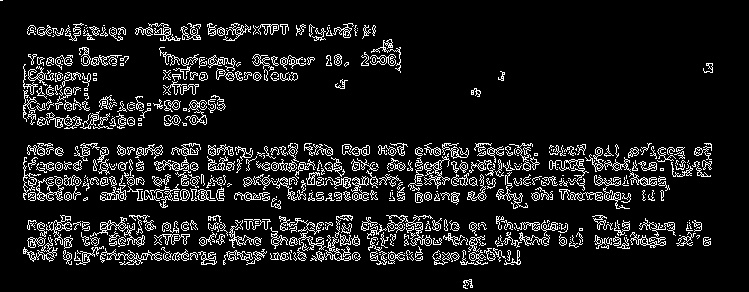 Acquisition news to send XTPT flying!!!
Trade Date: Thursday, October 18, 2006
Company: X-Tra Petroleum
Ticker: XTPT
Current Price: $0.0055
Target Price: $0.04
Here is a brand new entry into the Red Hot energy sector. With oil prices at
record levels these small companies are poised to deliver HUGE profits. With
a combination of solid, proven management, extremely lucrative business
sector, and INCREDIBLE news, this stock is going to fly on Thursday !!!
Members should pick up XTPT as early as possible on Thursday . This news is
going to send XTPT off the charts! We all know that in the oil business it's
the big announcements that make these stocks explode!!!